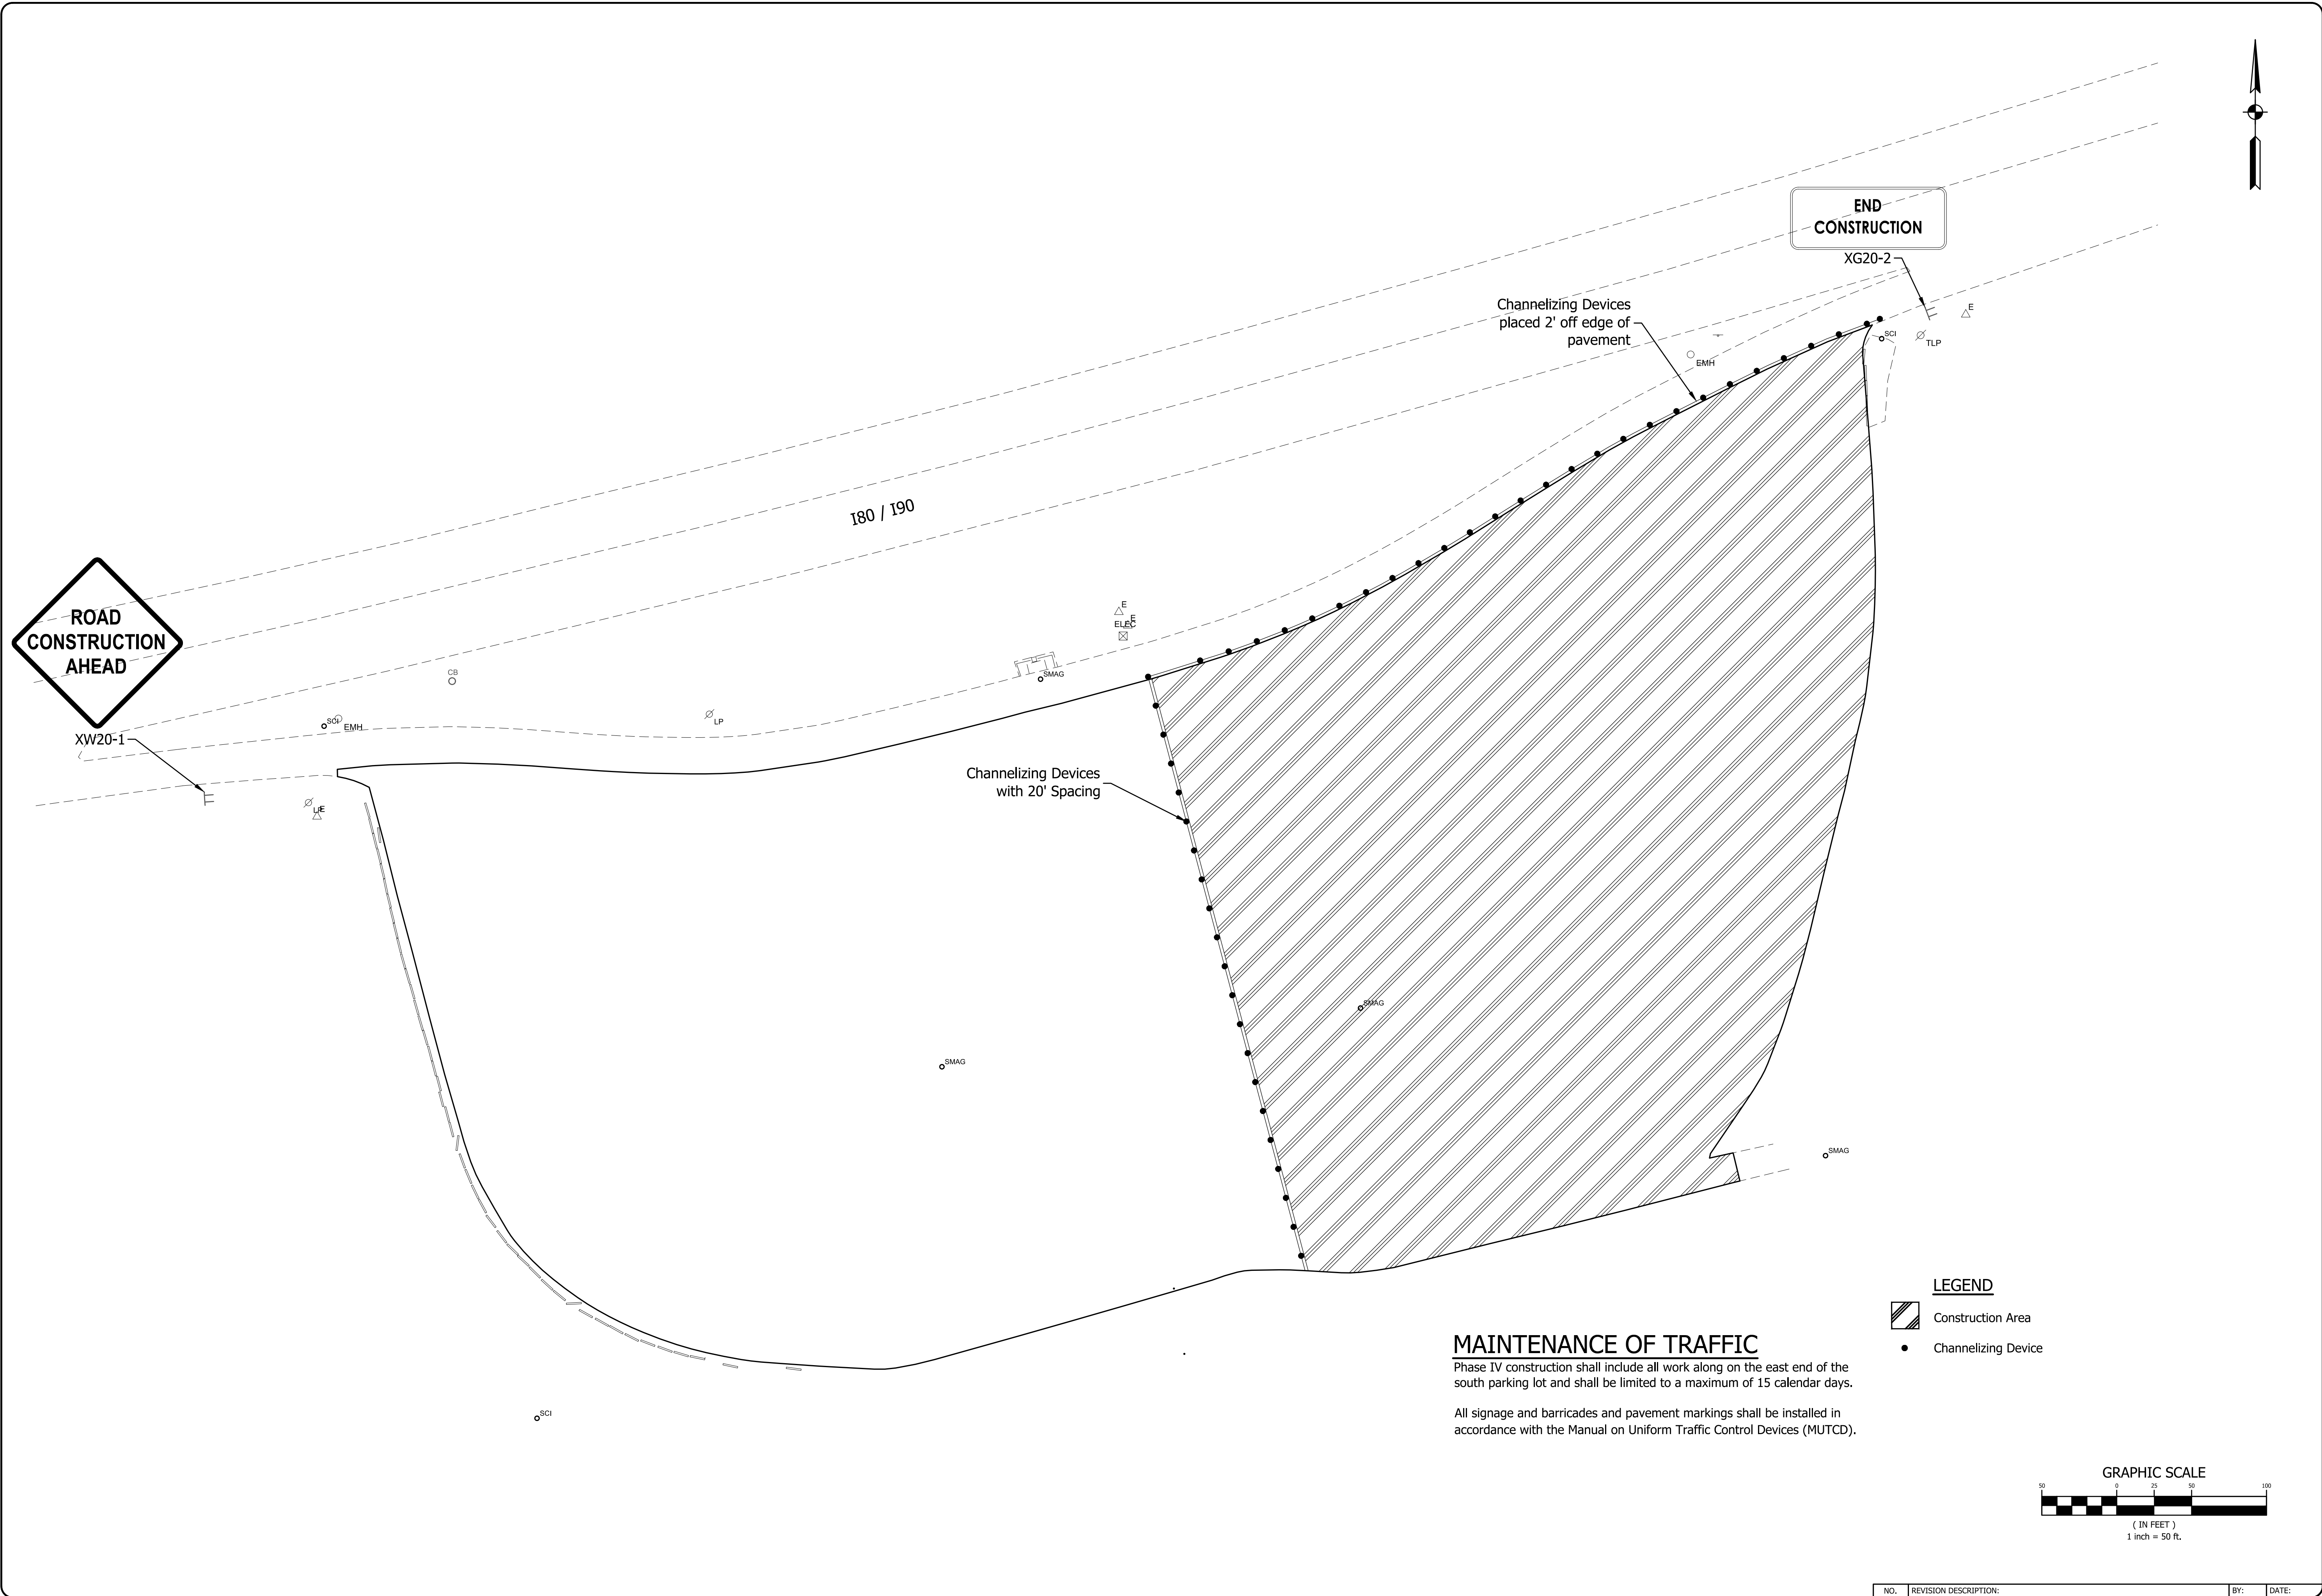 END
CONSTRUCTION
XG20-2
Channelizing Devices
placed 2' off edge of
pavement
E
SCI
TLP
EMH
I80 / I90
ROAD
CONSTRUCTION
AHEAD
XW20-1
CB
SCI
EMH
LP
E
E
ELEC
SMAG
Channelizing Devices
with 20' Spacing
LP
E
SMAG
SMAG
SMAG
SCI
LEGEND
Construction Area
Channelizing Device
MAINTENANCE OF TRAFFIC
Phase IV construction shall include all work along on the east end of the
south parking lot and shall be limited to a maximum of 15 calendar days.
All signage and barricades and pavement markings shall be installed in
accordance with the Manual on Uniform Traffic Control Devices (MUTCD).
GRAPHIC SCALE
50 0 25 50 100
( IN FEET )
1 inch = 50 ft.
NO. REVISION DESCRIPTION: BY: DATE: